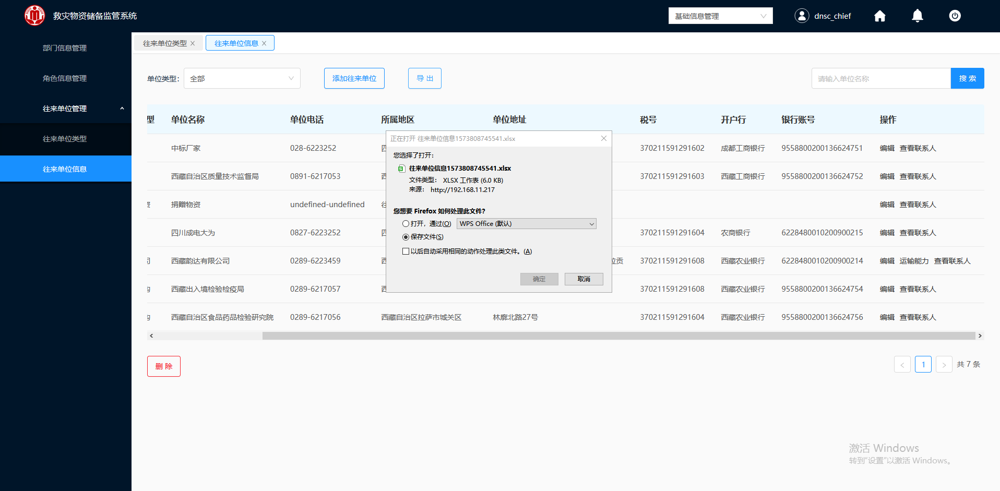 救灾物资储备监管系统
基础信息管理
dnsc_chief
部门信息管理
角色信息管理
往来单位管理
往来单位类型
往来单位信息
往来单位类型
往来单位信息
单位类型：
全部
添加往来单位
导 出
请输入单位名称
搜 索
型 单位名称 单位电话 所属地区 单位地址 税号 开户行 银行账号 操作
中标厂家 028-6223252 370211591291602 成都工商银行 9558800200136624751 编辑 查看联系人
西藏自治区质量技术监督局 0891-6217053 370211591291603 西藏工商银行 9558800200136624752 编辑 查看联系人
捐赠物资 undefined-undefined 编辑 查看联系人
四川成电大为 0827-6223252 370211591291604 农商银行 6228480010200900215 编辑 查看联系人
西藏韵达有限公司 0289-6223459 位贡 370211591291608 西藏农业银行 6228480010200900214 编辑 运输能力 查看联系人
西藏出入境检验检疫局 0289-6217057 370211591291608 西藏农业银行 9558800200136624754 编辑 查看联系人
西藏自治区食品药品检验研究院 0289-6217056 西藏自治区拉萨市城关区 林廓北路27号 370211591291604 西藏农业银行 9558800200136624756 编辑 查看联系人
正在打开 往来单位信息1573808745541.xlsx
您选择了打开：
往来单位信息1573808745541.xlsx
文件类型： XLSX 工作表 (6.0 KB)
来源： http://192.168.11.217
您想要 Firefox 如何处理此文件？
打开，通过(O) WPS Office (默认)
保存文件(S)
以后自动采用相同的动作处理此类文件。(A)
确定 取消
删 除
1
共 7 条
激活 Windows
转到“设置”以激活 Windows。